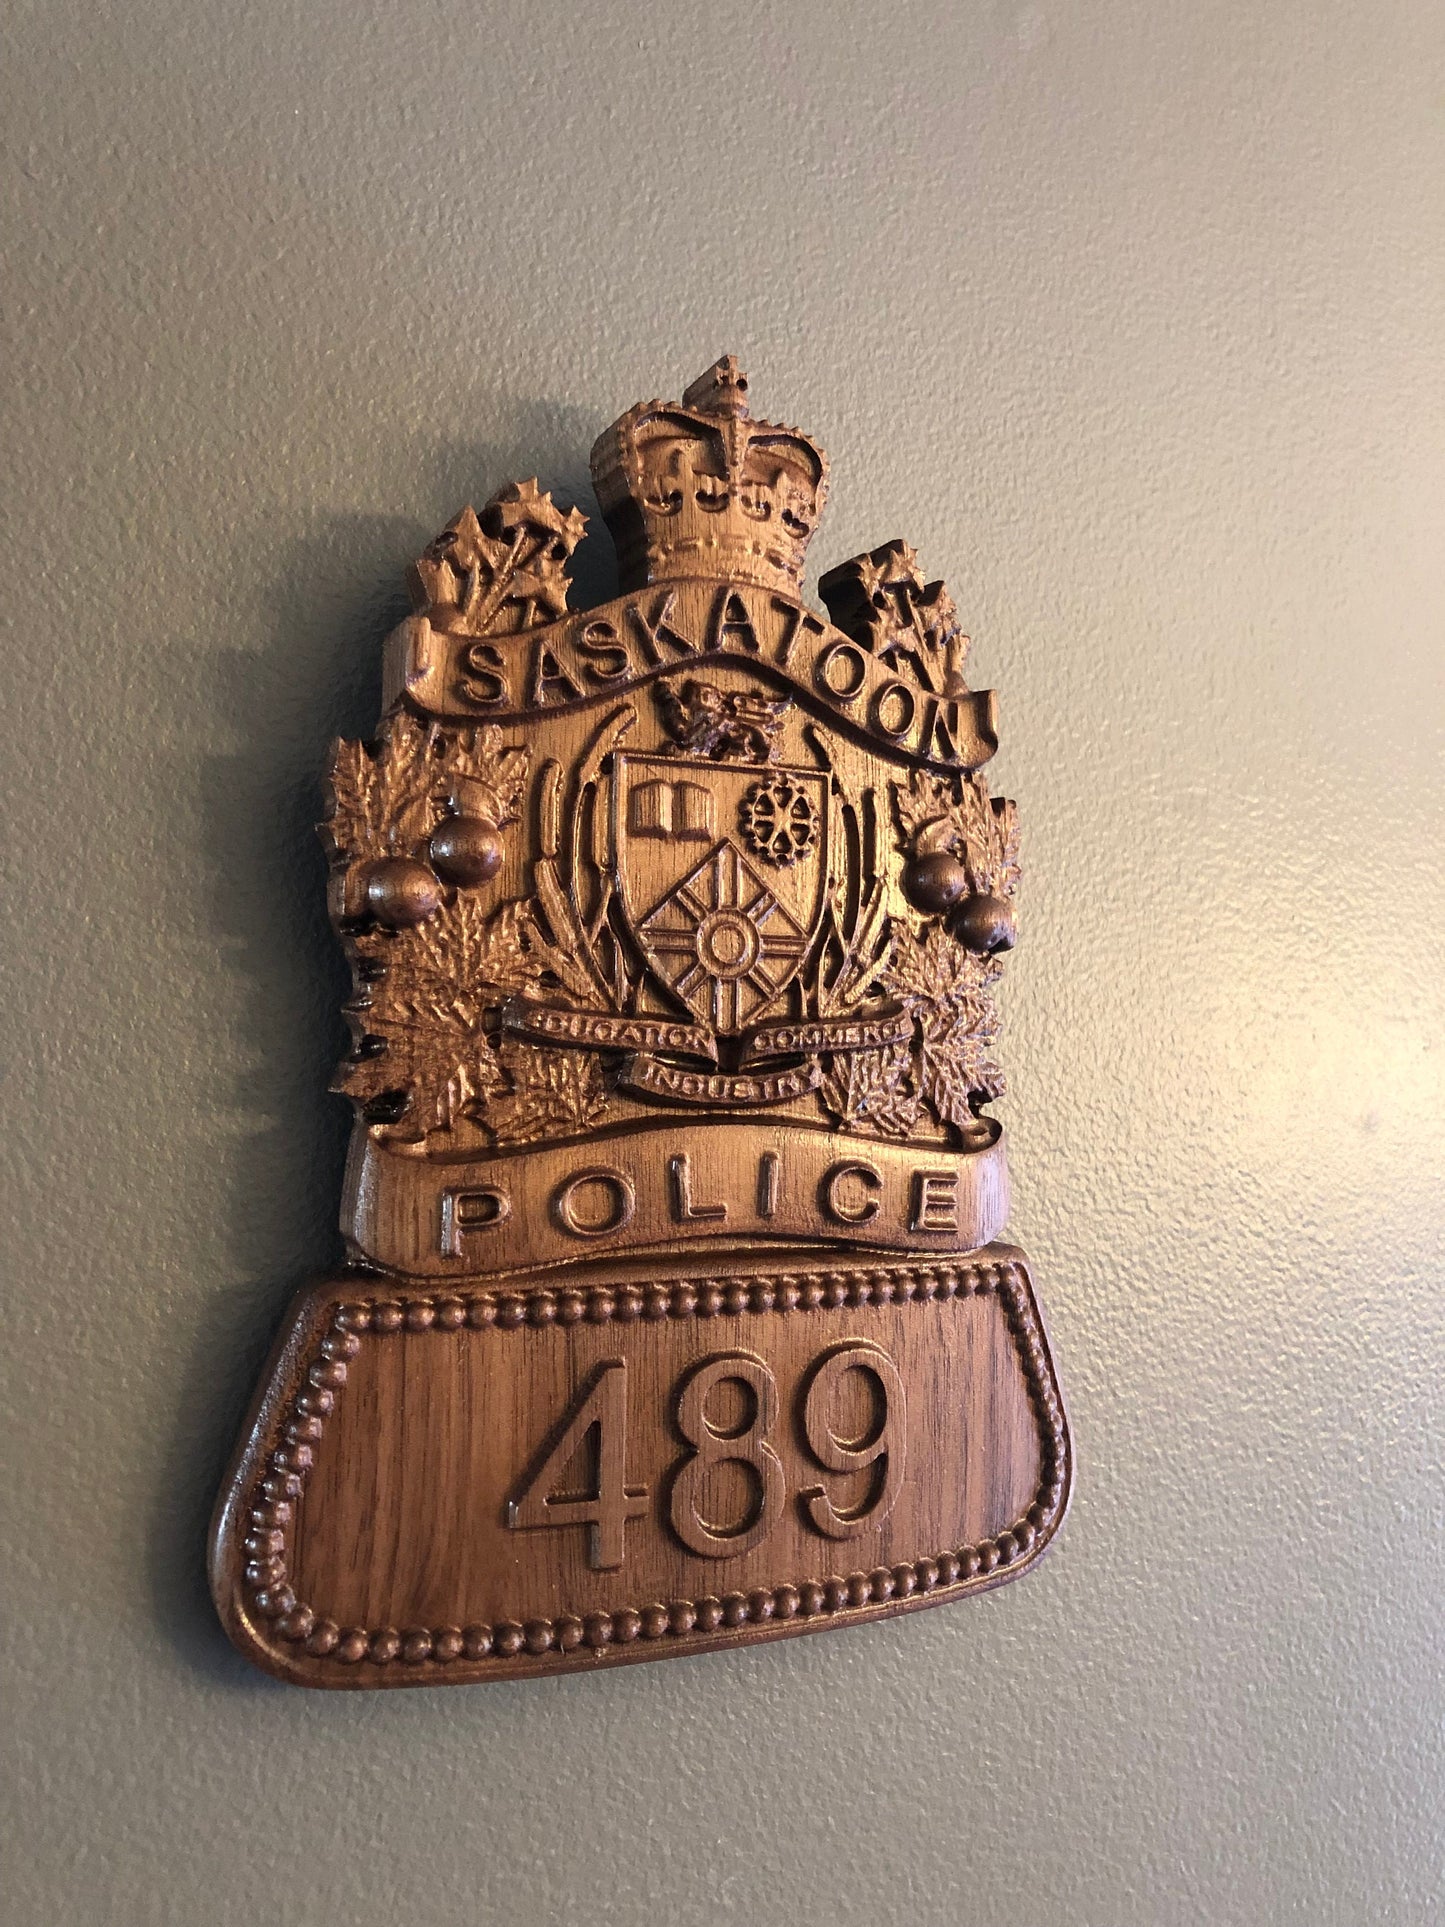 SASKATOON
EDUCATION COMMERCE
INDUSTRY
POLICE
489